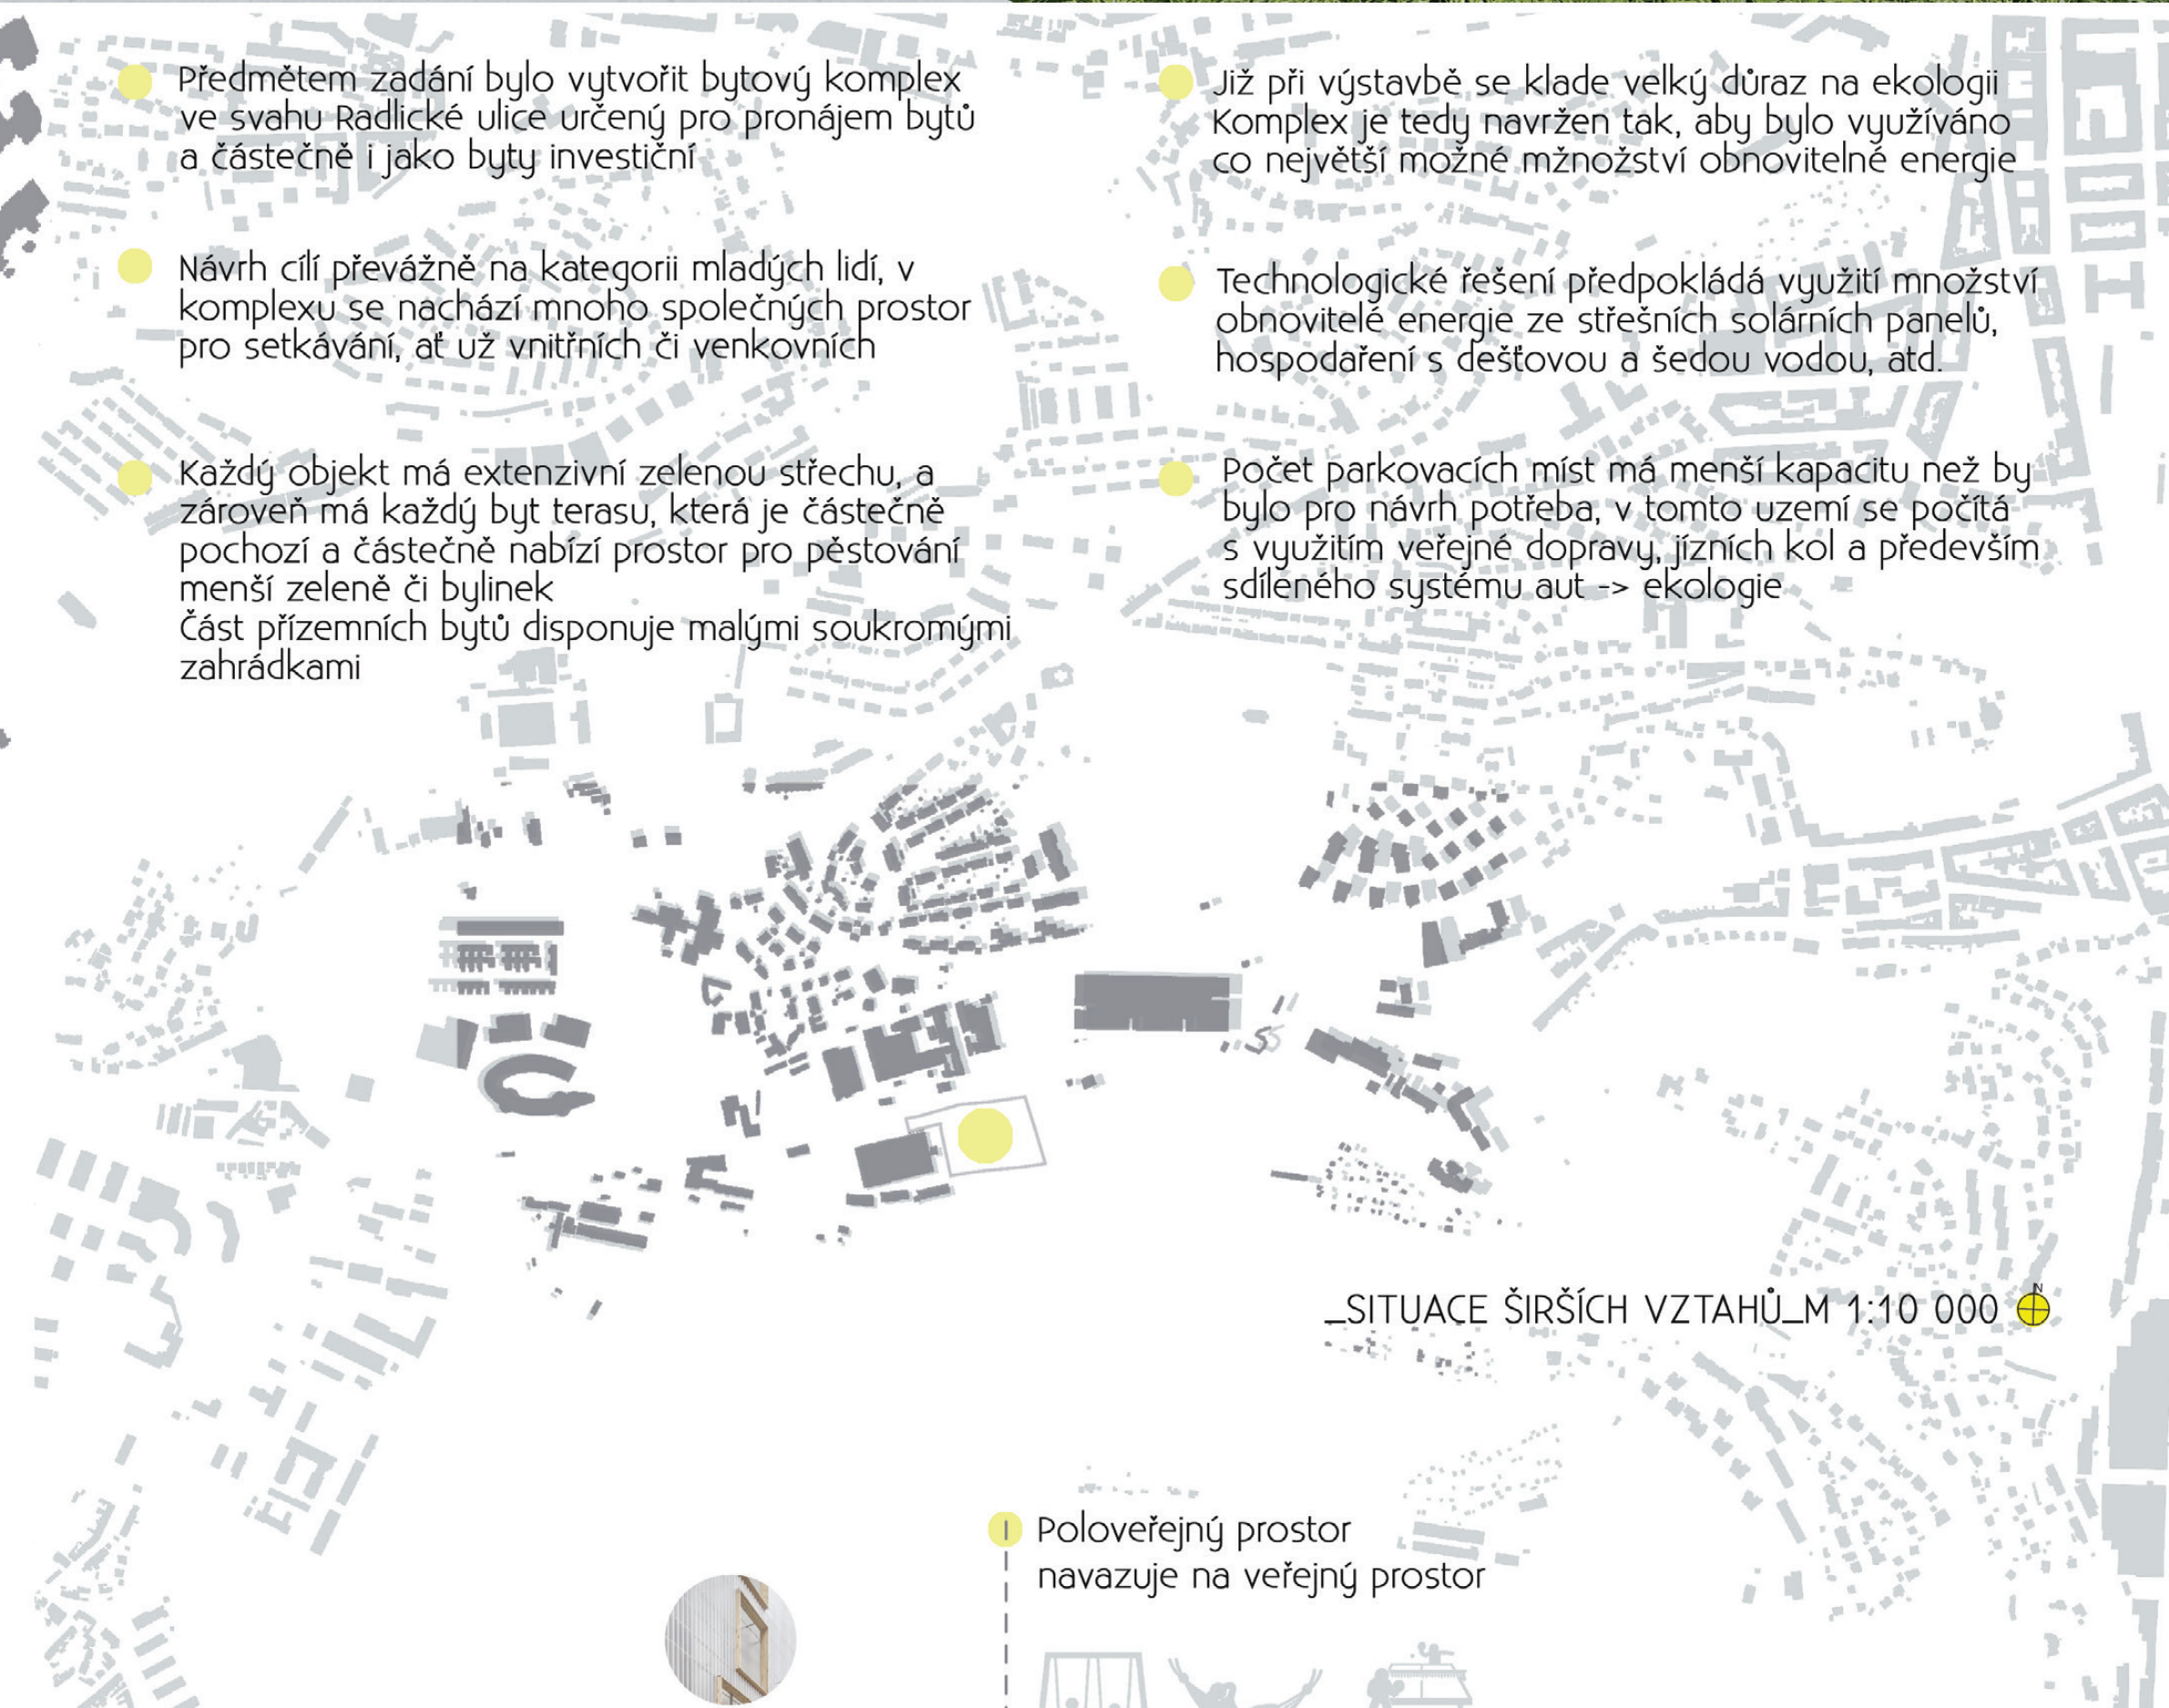 Předmětem zadání bylo vytvořit bytový komplex
ve svahu Radlické ulice určený pro pronájem bytů
a částečně i jako byty investiční
Návrh cílí převážně na kategorii mladých lidí, v
komplexu se nachází mnoho společných prostor
pro setkávání, ať už vnitřních či venkovních
Každý objekt má extenzivní zelenou střechu, a
zároveň má každý byt terasu, která je částečně
pochozí a částečně nabízí prostor pro pěstování
menší zeleně či bylinek
Část přízemních bytů disponuje malými soukromými
zahrádkami
Již při výstavbě se klade velký důraz na ekologii
Komplex je tedy navržen tak, aby bylo využíváno
co největší možné mžnožství obnovitelné energie
Technologické řešení předpokládá využití množství
obnovitelé energie ze střešních solárních panelů,
hospodaření s dešťovou a šedou vodou, atd.
Počet parkovacích míst má menší kapacitu než by
bylo pro návrh potřeba, v tomto uzemí se počítá
s využitím veřejné dopravy, jízních kol a především
sdíleného systému aut -> ekologie
_SITUACE ŠIRŠÍCH VZTAHŮ_M 1:10 000
N
Poloveřejný prostor
navazuje na veřejný prostor